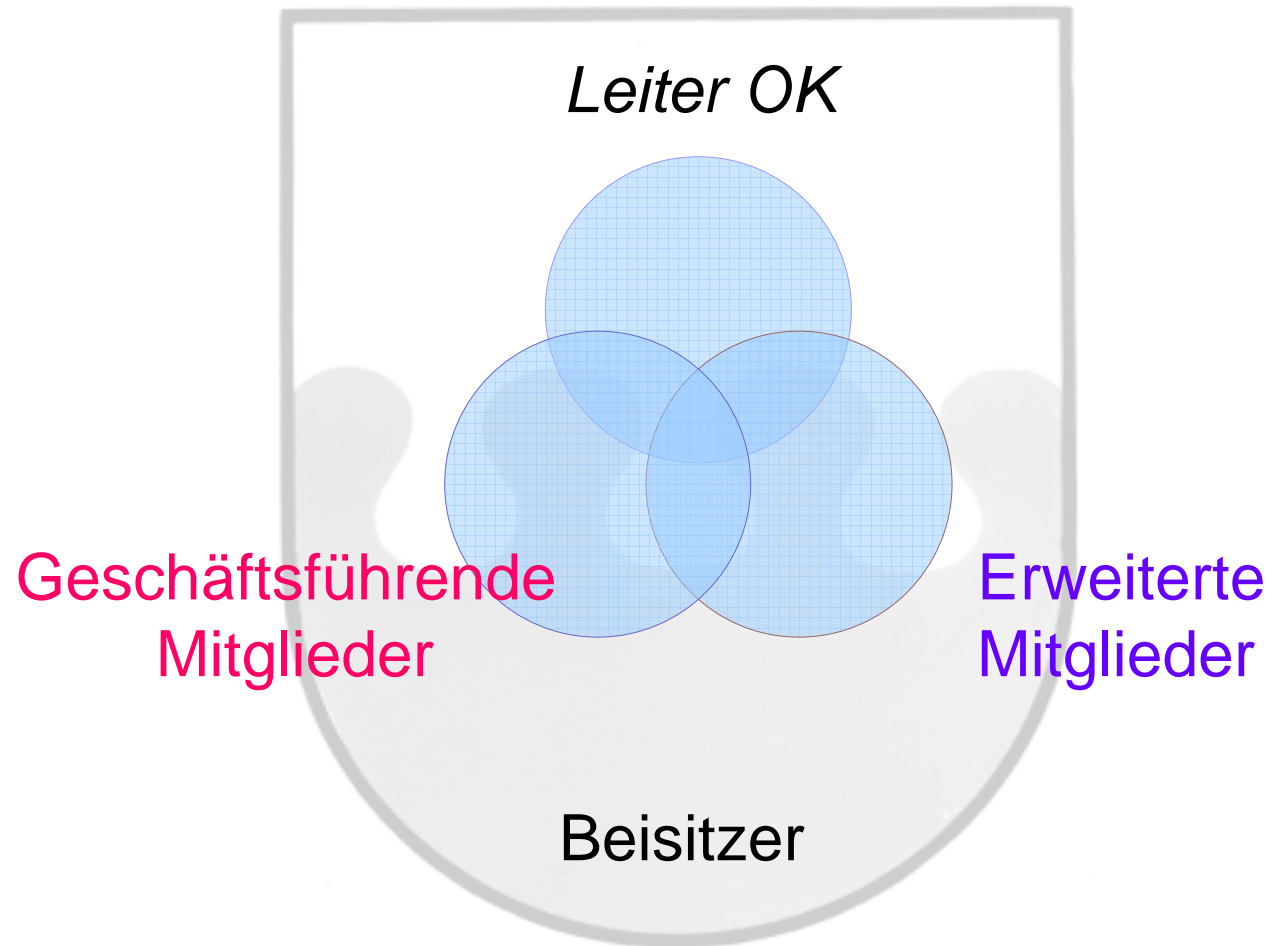 Leiter OK
Geschäftsführende
Mitglieder
Erweiterte
Mitglieder
Beisitzer